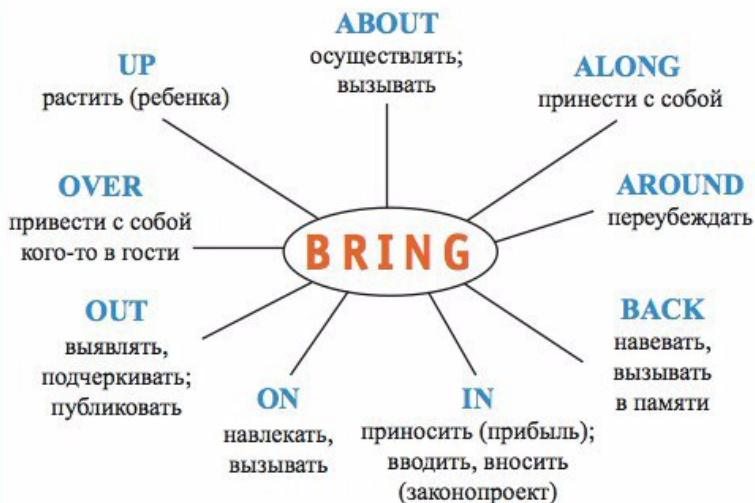 ABOUT
осуществлять;
вызывать
UP
растить (ребенка)
ALONG
принести с собой
OVER
привести с собой
кого-то в гости
AROUND
переубеждать
BRING
OUT
выявлять,
подчеркивать;
публиковать
BACK
навевать,
вызывать
в памяти
ON
навлекать,
вызывать
IN
приносить (прибыль);
вводить, вносить
(законопроект)